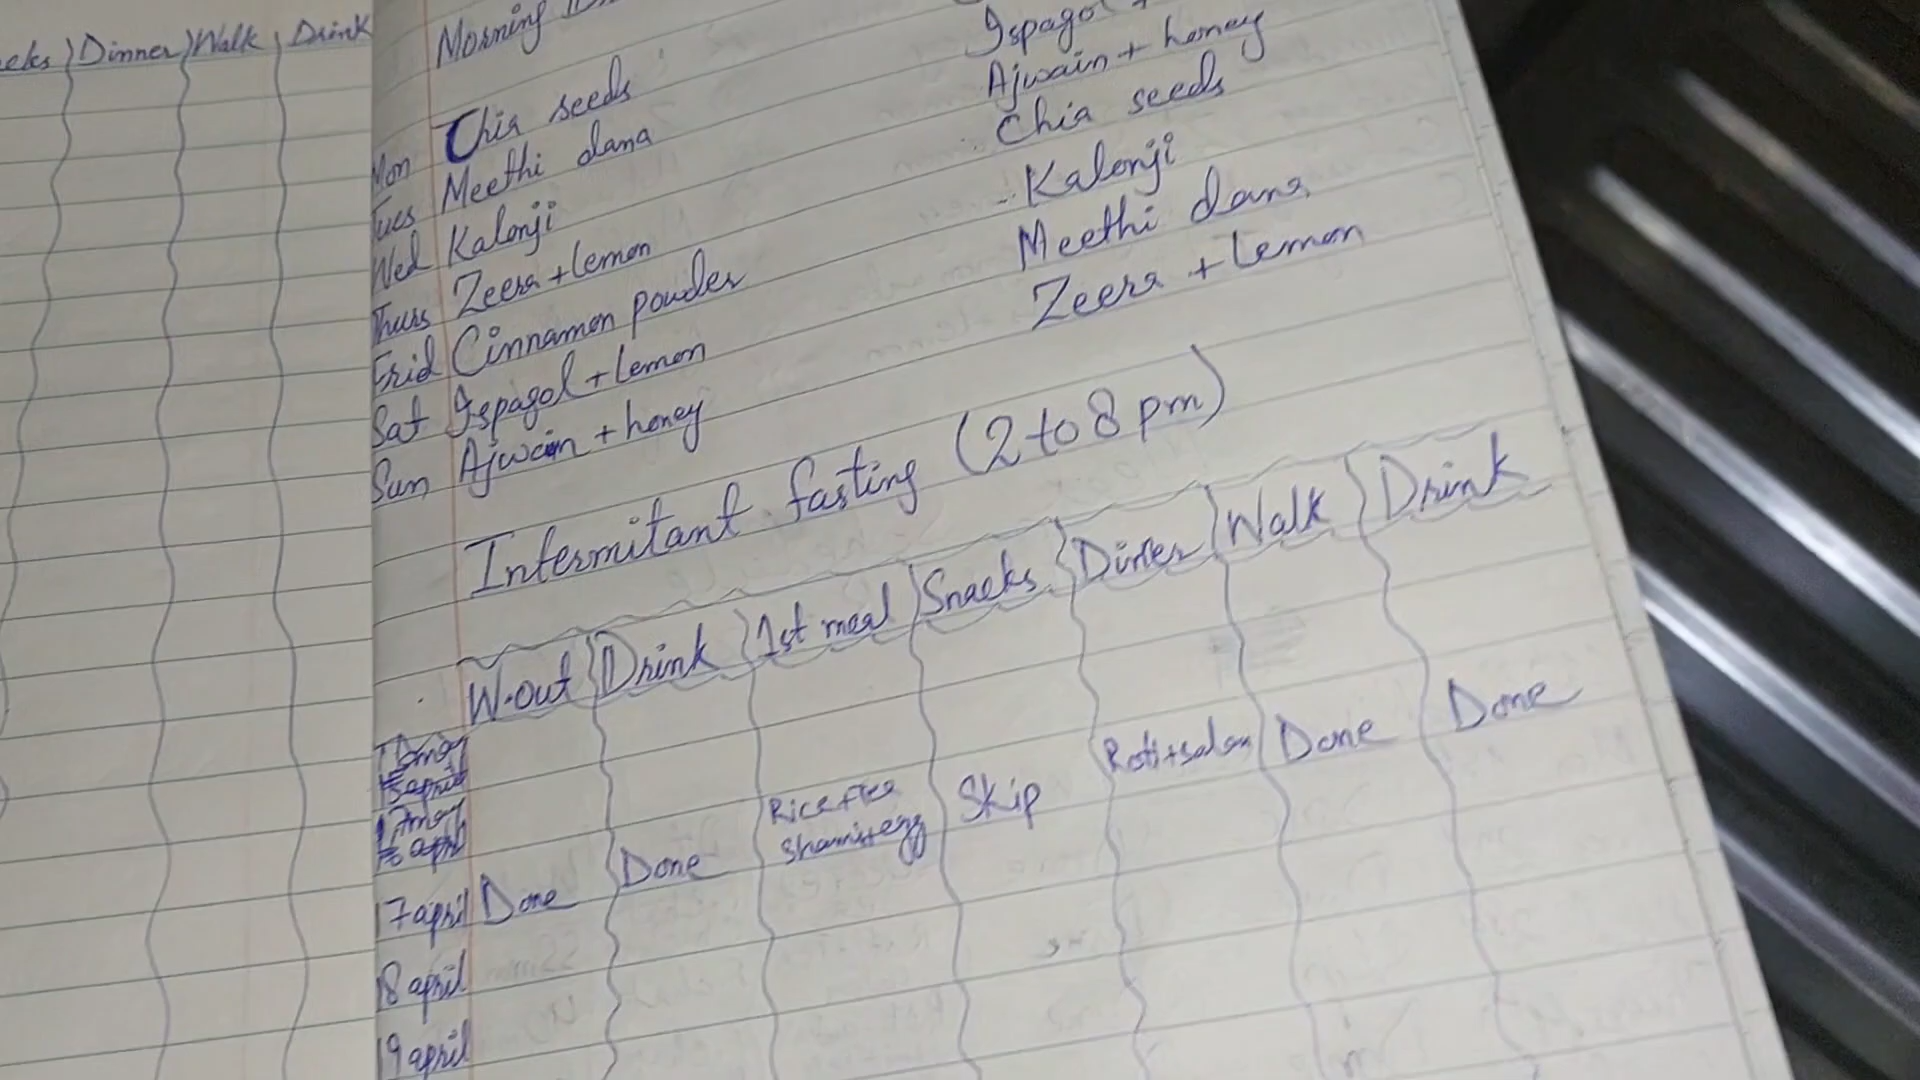 Dinner Walk Drink
Morning
Ispagol +
Ajwain + honey
Mon Chia seeds Chia seeds
Tues Meethi dana Kalonji
Wed Kalonji Meethi dana
Thurs Zeera + lemon Zeera + lemon
Frid Cinnamon powder
Sat Ispagol + lemon
Sun Ajwain + honey
Intermitant fasting (2 to 8 pm)
W.out Drink 1st meal Snacks Dinner Walk Drink
17 april Done Done Rice + Skip Roti + salan Done Done
Shami + egg
18 april
19 april